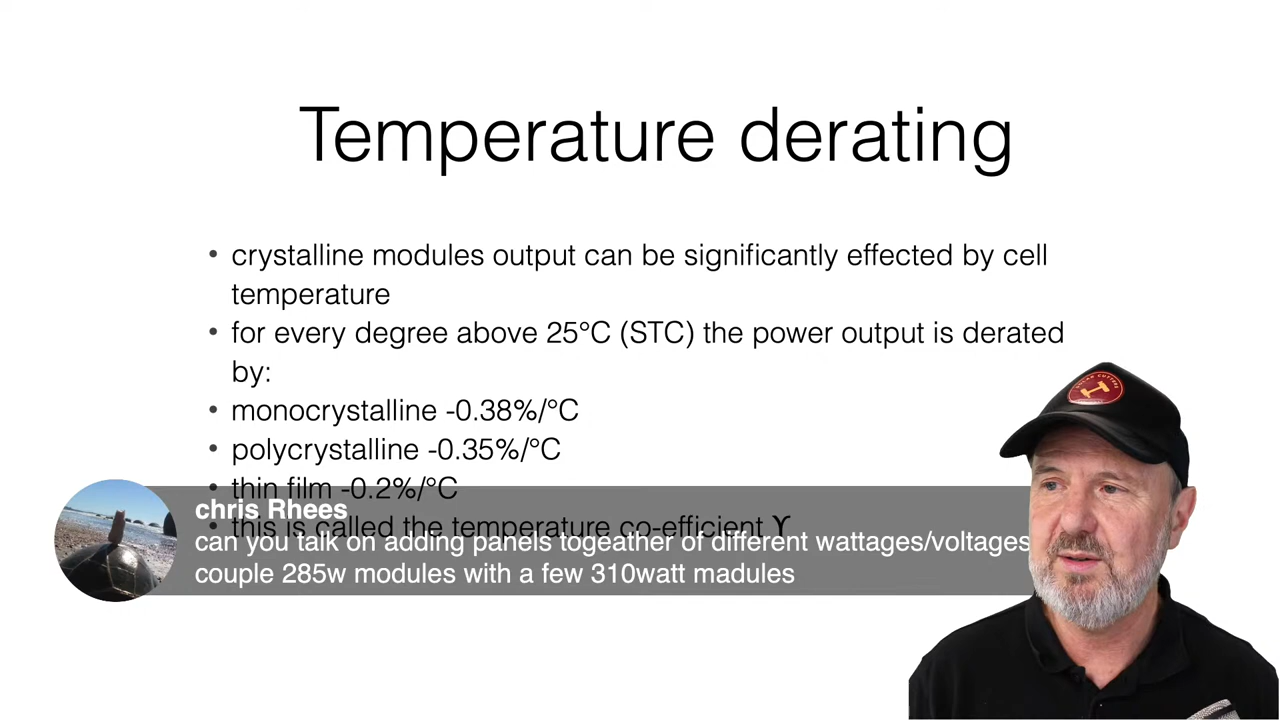 Temperature derating
• crystalline modules output can be significantly effected by cell
temperature
• for every degree above 25°C (STC) the power output is derated
by:
• monocrystalline -0.38%/°C
• polycrystalline -0.35%/°C
• thin film -0.2%/°C
• this is called the temperature co-efficient ϒ
chris Rhees
can you talk on adding panels togeather of different wattages/voltages
couple 285w modules with a few 310watt madules